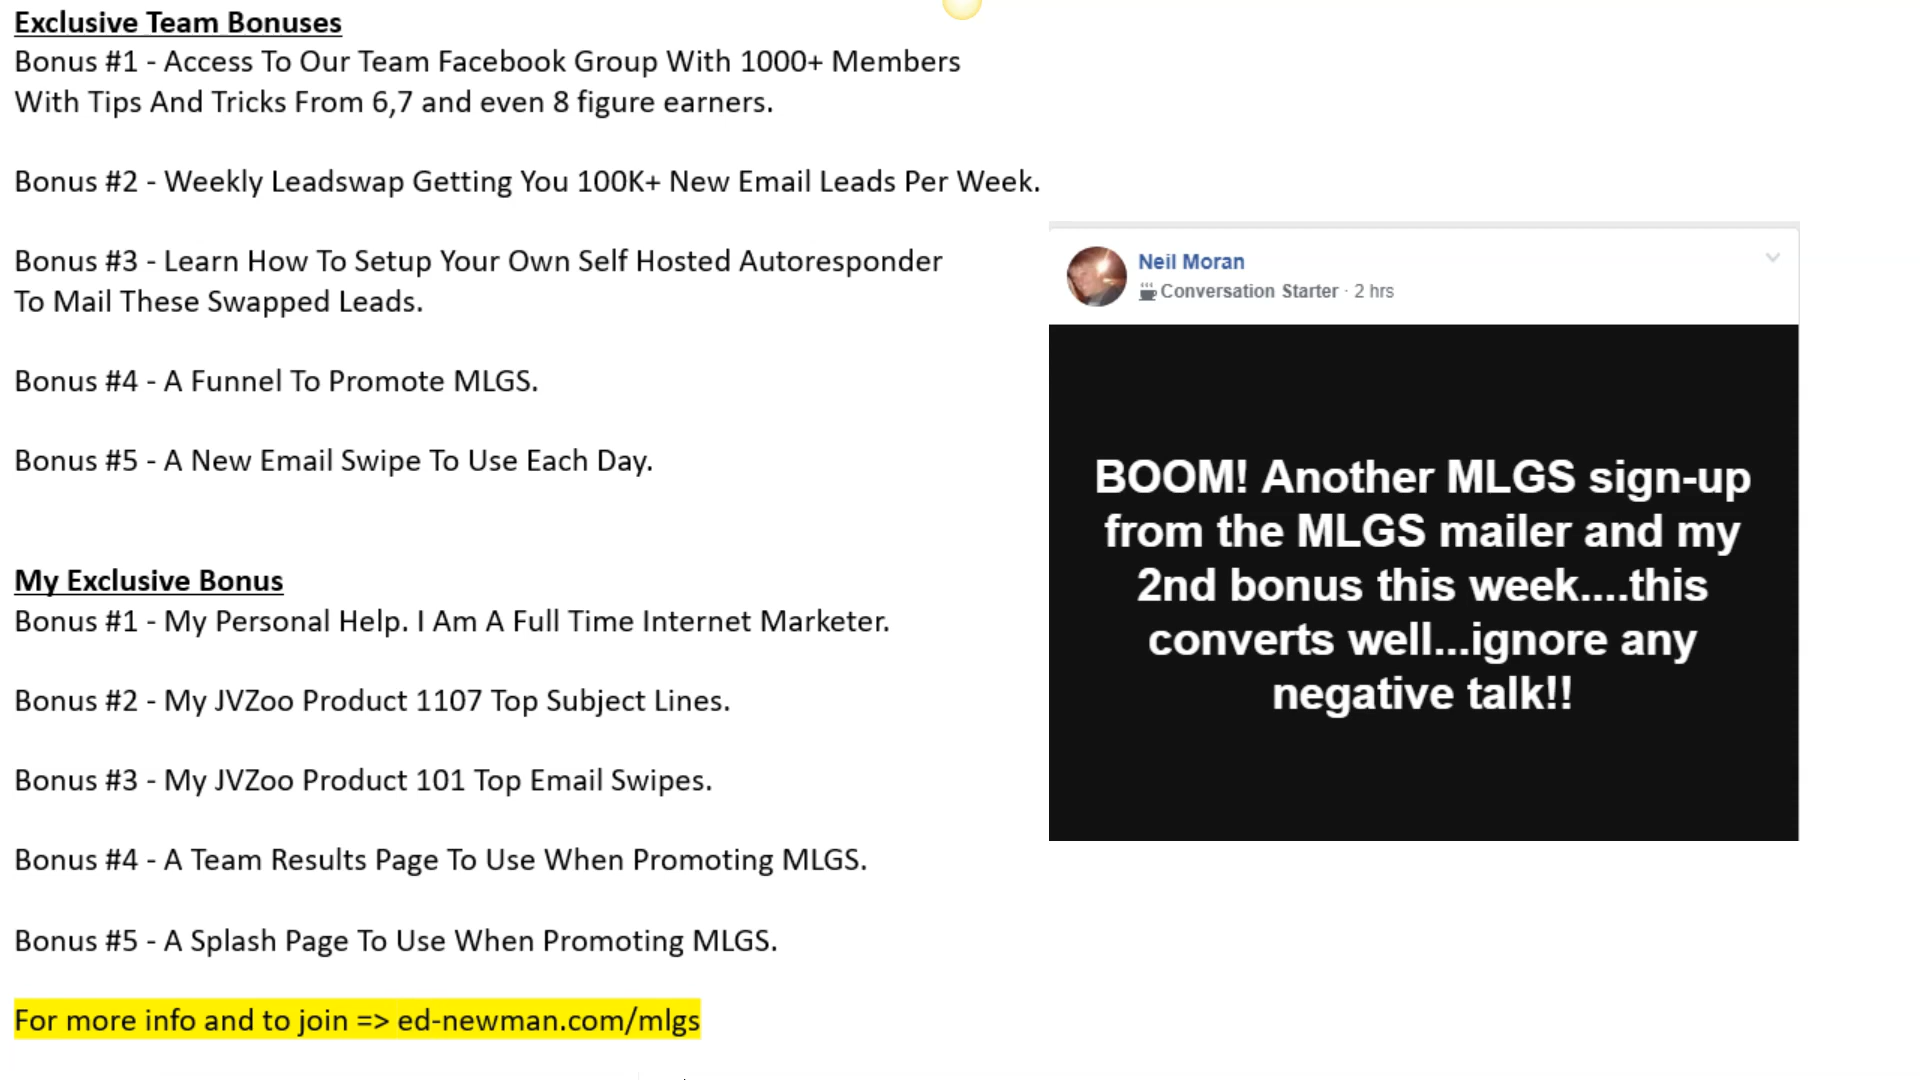 Exclusive Team Bonuses
Bonus #1 - Access To Our Team Facebook Group With 1000+ Members
With Tips And Tricks From 6,7 and even 8 figure earners.
Bonus #2 - Weekly Leadswap Getting You 100K+ New Email Leads Per Week.
Bonus #3 - Learn How To Setup Your Own Self Hosted Autoresponder
To Mail These Swapped Leads.
Bonus #4 - A Funnel To Promote MLGS.
Bonus #5 - A New Email Swipe To Use Each Day.
My Exclusive Bonus
Bonus #1 - My Personal Help. I Am A Full Time Internet Marketer.
Bonus #2 - My JVZoo Product 1107 Top Subject Lines.
Bonus #3 - My JVZoo Product 101 Top Email Swipes.
Bonus #4 - A Team Results Page To Use When Promoting MLGS.
Bonus #5 - A Splash Page To Use When Promoting MLGS.
For more info and to join => ed-newman.com/mlgs
Neil Moran
Conversation Starter · 2 hrs
BOOM! Another MLGS sign-up
from the MLGS mailer and my
2nd bonus this week....this
converts well...ignore any
negative talk!!